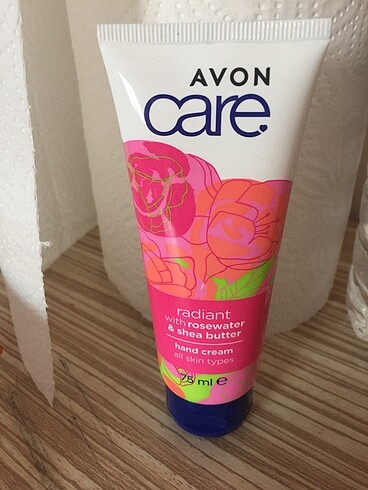 AVON
care
radiant
with rosewater
& shea butter
hand cream
all skin types
75 ml e